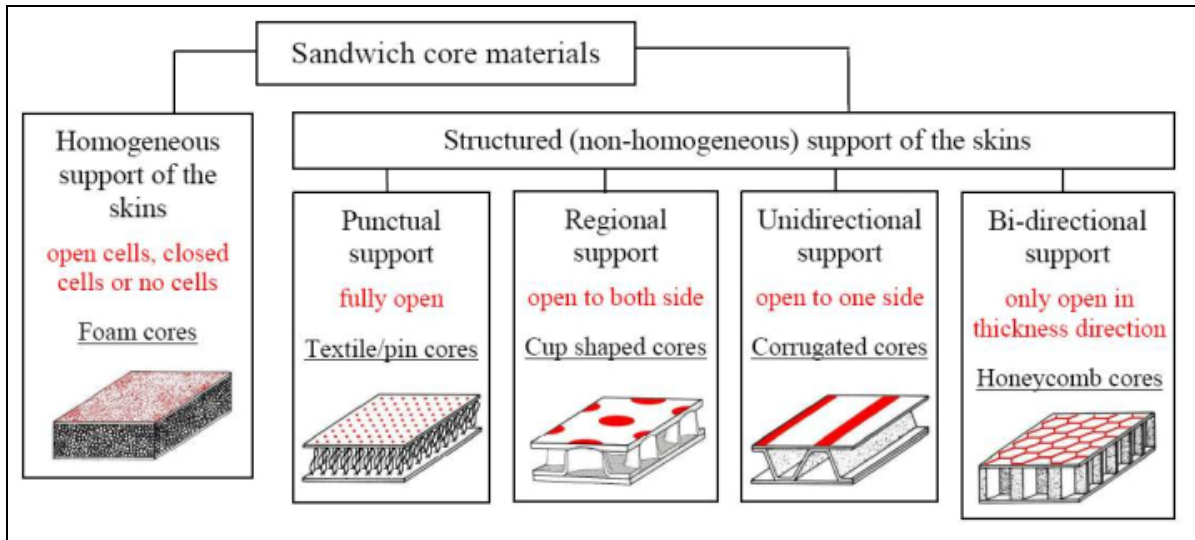 Sandwich core materials
Homogeneous
support of the
skins
open cells, closed
cells or no cells
Foam cores
Structured (non-homogeneous) support of the skins
Punctual
support
fully open
Textile/pin cores
Regional
support
open to both side
Cup shaped cores
Unidirectional
support
open to one side
Corrugated cores
Bi-directional
support
only open in
thickness direction
Honeycomb cores